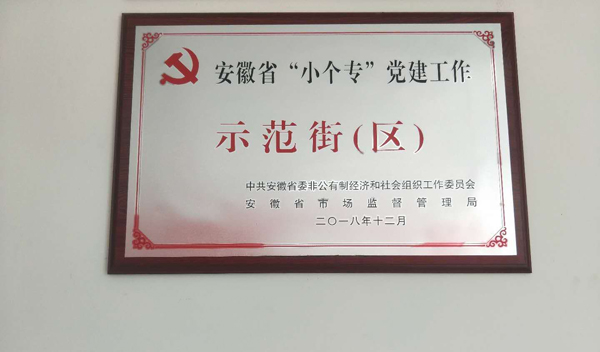 安徽省“小个专”党建工作
示范街(区)
中共安徽省委非公有制经济和社会组织工作委员会
安徽省市场监督管理局
二〇一八年十二月